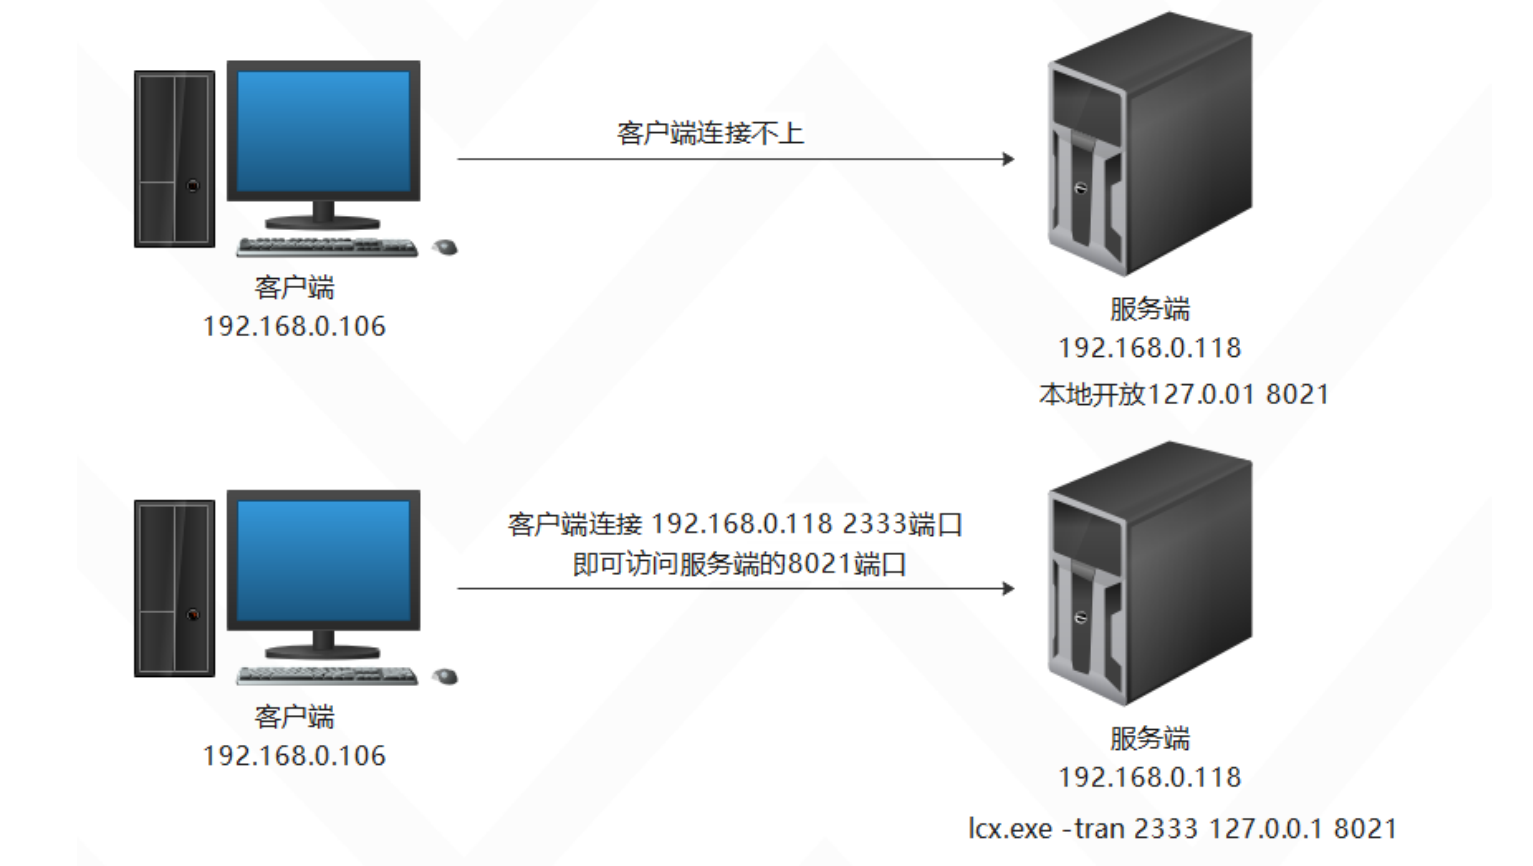 客户端连接不上
客户端
192.168.0.106
服务端
192.168.0.118
本地开放127.0.01 8021
客户端连接 192.168.0.118 2333端口
即可访问服务端的8021端口
客户端
192.168.0.106
服务端
192.168.0.118
lcx.exe -tran 2333 127.0.0.1 8021